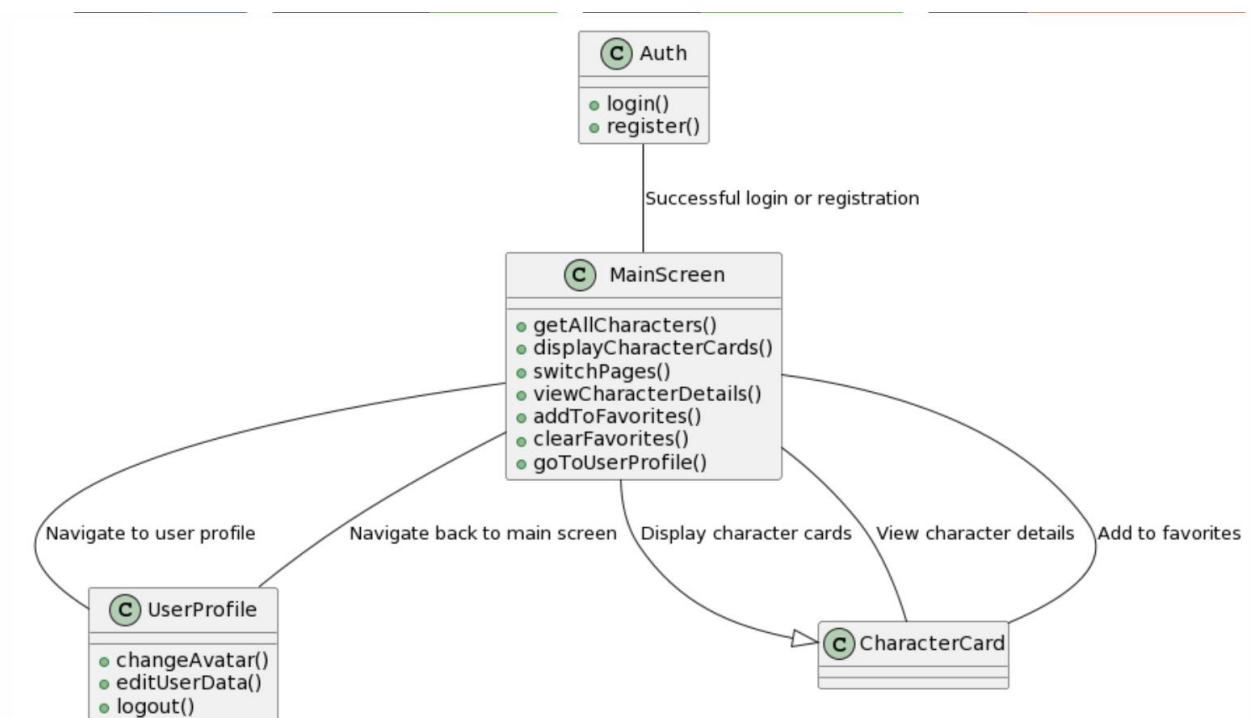 C Auth
login()
register()
Successful login or registration
C MainScreen
getAllCharacters()
displayCharacterCards()
switchPages()
viewCharacterDetails()
addToFavorites()
clearFavorites()
goToUserProfile()
Navigate to user profile
Navigate back to main screen
Display character cards
View character details
Add to favorites
C UserProfile
changeAvatar()
editUserData()
logout()
C CharacterCard